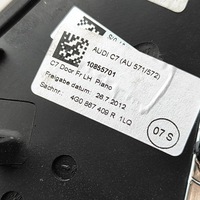 AUDI C7 (AU 571/572)
10855701
C7 Door Fr LH Piano
Freigabe datum: 26.7.2012
Sachnr.: 4G0 867 409 R 1LQ
07 S